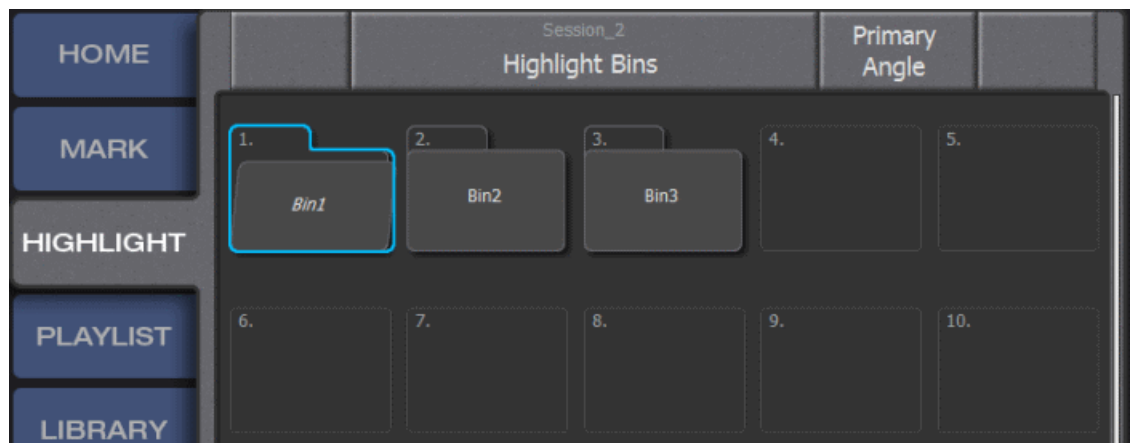 HOME
MARK
HIGHLIGHT
PLAYLIST
LIBRARY
Session_2
Highlight Bins
Primary
Angle
1.
2.
3.
4.
5.
Bin1
Bin2
Bin3
6.
7.
8.
9.
10.